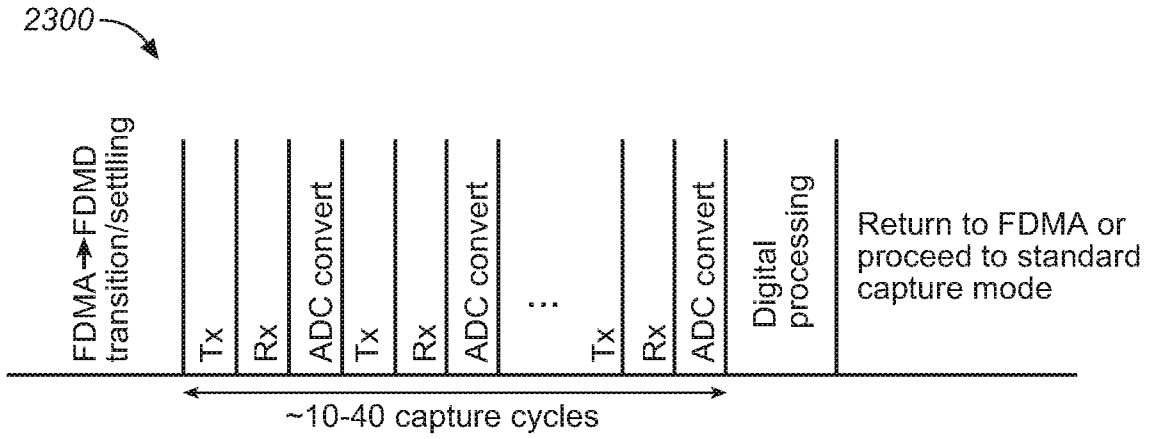 2300
FDMA→FDMD
transition/settlling
Tx
Rx
ADC convert
Tx
Rx
ADC convert
...
Tx
Rx
ADC convert
Digital
processing
Return to FDMA or
proceed to standard
capture mode
~10-40 capture cycles